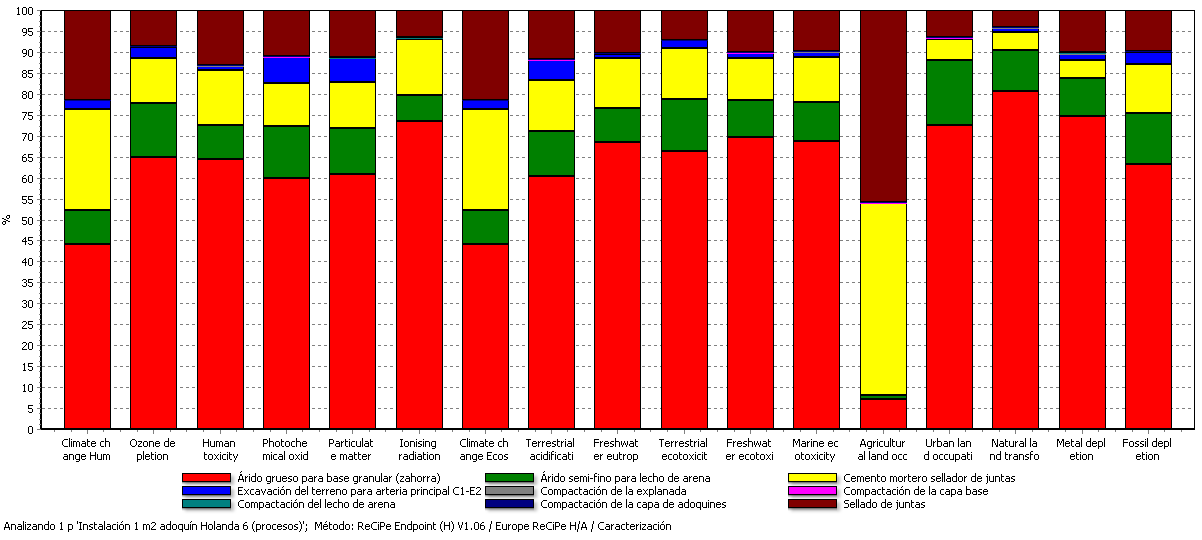 100
95
90
85
80
75
70
65
60
55
50
45
40
35
30
25
20
15
10
5
0
%
Climate ch
ange Hum
Ozone de
pletion
Human
toxicity
Photoche
mical oxid
Particulat
e matter
Ionising
radiation
Climate ch
ange Ecos
Terrestrial
acidificati
Freshwat
er eutrop
Terrestrial
ecotoxicit
Freshwat
er ecotoxi
Marine ec
otoxicity
Agricultur
al land occ
Urban lan
d occupati
Natural la
nd transfo
Metal depl
etion
Fossil depl
etion
Árido grueso para base granular (zahorra)
Árido semi-fino para lecho de arena
Cemento mortero sellador de juntas
Excavación del terreno para arteria principal C1-E2
Compactación de la explanada
Compactación de la capa base
Compactación del lecho de arena
Compactación de la capa de adoquines
Sellado de juntas
Analizando 1 p 'Instalación 1 m2 adoquín Holanda 6 (procesos)';  Método: ReCiPe Endpoint (H) V1.06 / Europe ReCiPe H/A / Caracterización